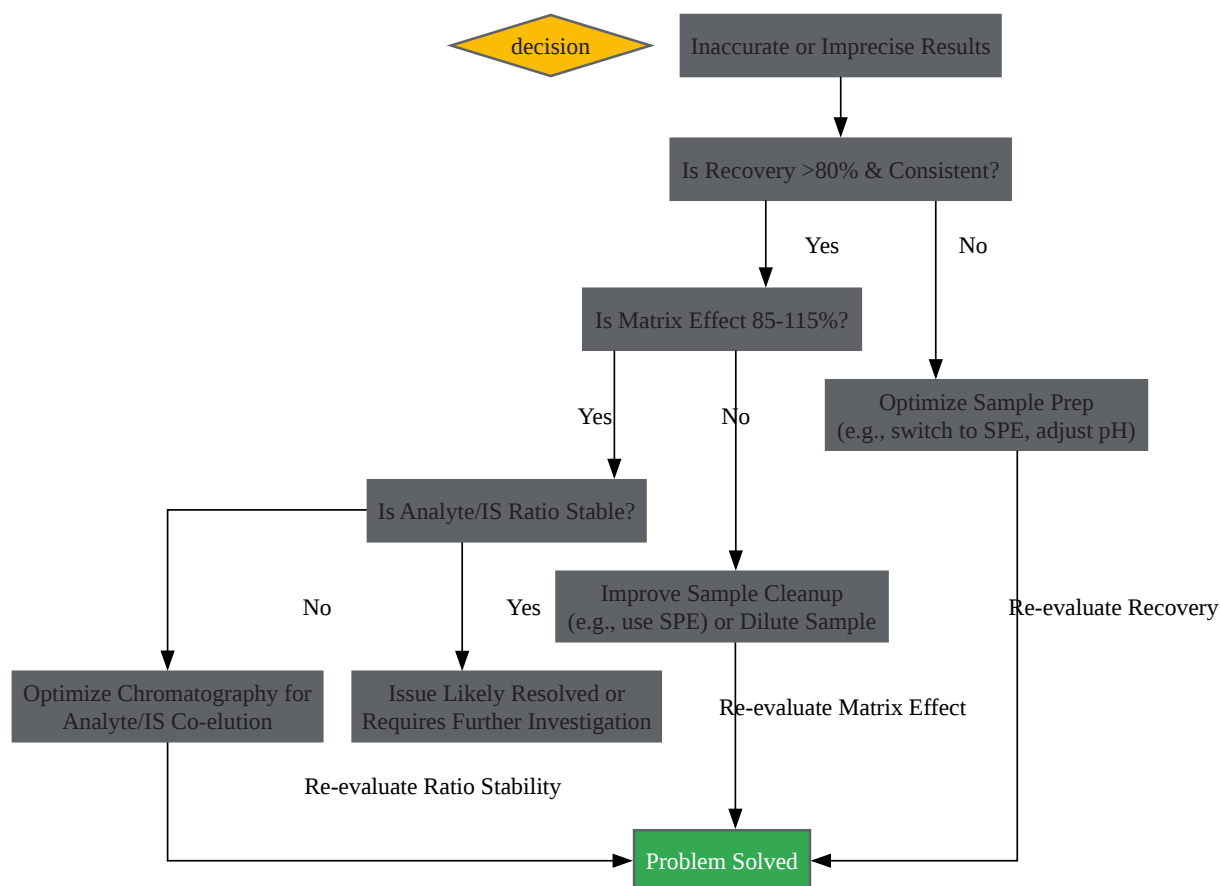 decision
Inaccurate or Imprecise Results
Is Recovery >80% & Consistent?
Yes
No
Is Matrix Effect 85-115%?
Optimize Sample Prep
(e.g., switch to SPE, adjust pH)
Yes
No
Is Analyte/IS Ratio Stable?
Improve Sample Cleanup
(e.g., use SPE) or Dilute Sample
No
Yes
Re-evaluate Recovery
Optimize Chromatography for
Analyte/IS Co-elution
Issue Likely Resolved or
Requires Further Investigation
Re-evaluate Matrix Effect
Re-evaluate Ratio Stability
Problem Solved